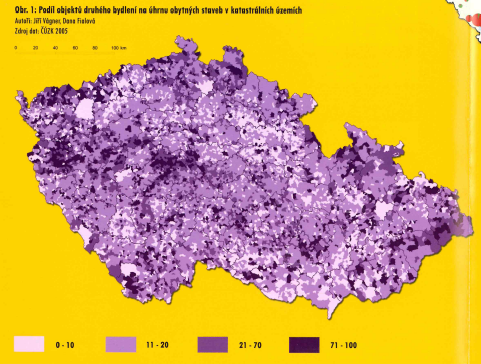 Obr. 1: Podíl objektů druhého bydlení na úhrnu obytných staveb v katastrálních územích
Autoři: Jiří Vágner, Dana Fialová
Zdroj dat: ČÚZK 2005
0 20 40 60 80 100 km
0 - 10 11 - 20 21 - 70 71 - 100